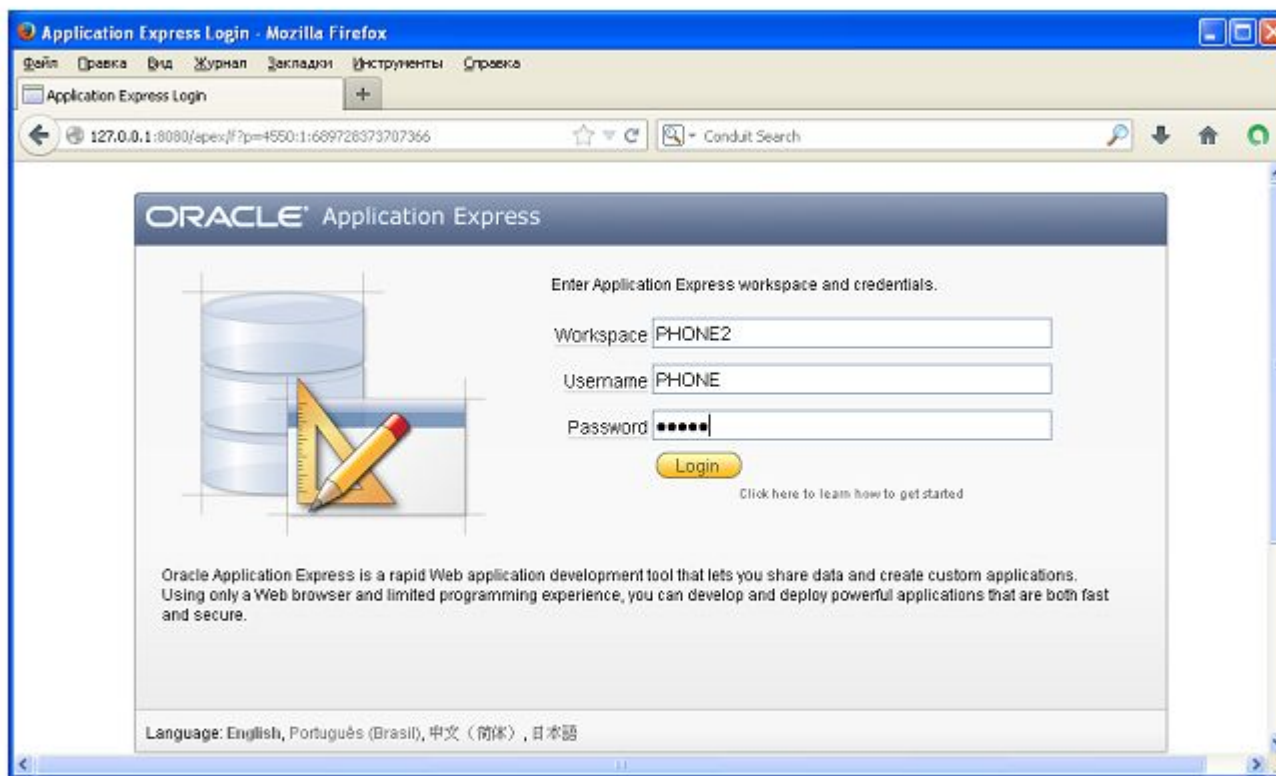 Application Express Login - Mozilla Firefox
Файл Правка Вид Журнал Закладки Инструменты Справка
Application Express Login +
127.0.0.1:8080/apex/f?p=4550:1:689728373707366 Conduit Search
ORACLE Application Express
Enter Application Express workspace and credentials.
Workspace PHONE2
Username PHONE
Password •••••
Login
Click here to learn how to get started
Oracle Application Express is a rapid Web application development tool that lets you share data and create custom applications.
Using only a Web browser and limited programming experience, you can develop and deploy powerful applications that are both fast
and secure.
Language: English, Português (Brasil), 中文（简体）, 日本語